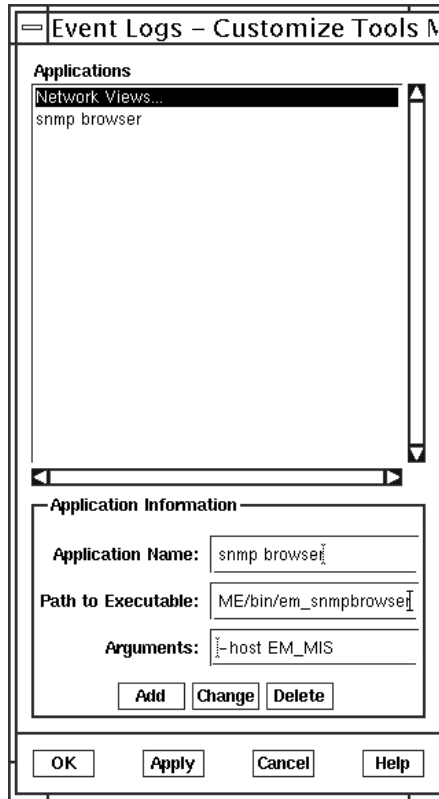 Event Logs – Customize Tools
Applications
Network Views...
snmp browser
Application Information
Application Name: snmp browser
Path to Executable: ME/bin/em_snmpbrowser
Arguments: -host EM_MIS
Add Change Delete
OK Apply Cancel Help